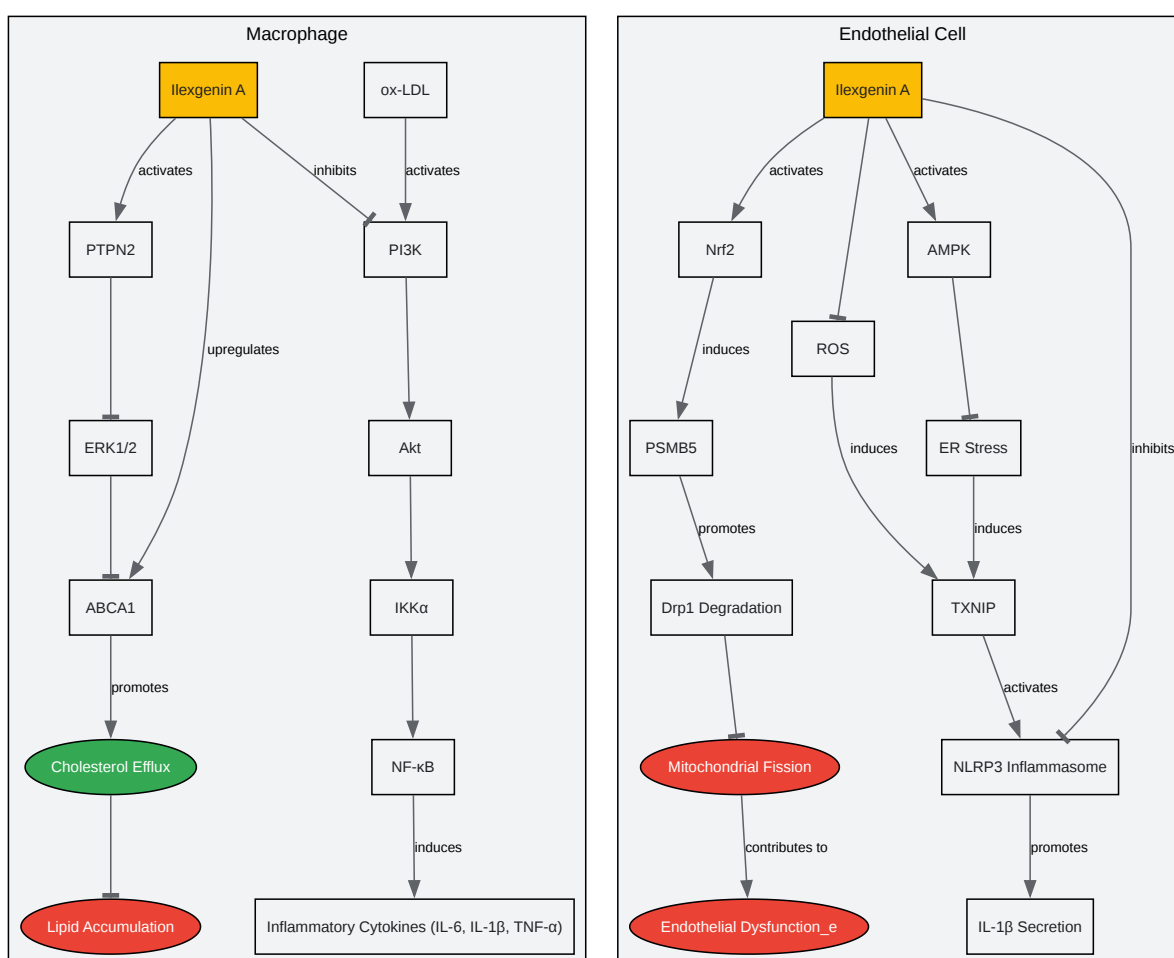 Macrophage
Ilexgenin A
ox-LDL
activates
inhibits
activates
PTPN2
PI3K
upregulates
ERK1/2
Akt
ABCA1
IKKα
promotes
Cholesterol Efflux
NF-κB
induces
Lipid Accumulation
Inflammatory Cytokines (IL-6, IL-1β, TNF-α)
Endothelial Cell
Ilexgenin A
activates
activates
Nrf2
AMPK
induces
ROS
PSMB5
induces
ER Stress
inhibits
promotes
induces
Drp1 Degradation
TXNIP
activates
Mitochondrial Fission
NLRP3 Inflammasome
contributes to
promotes
Endothelial Dysfunction_e
IL-1β Secretion